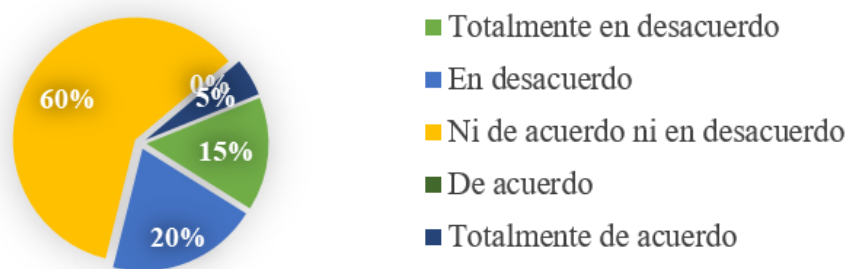 Totalmente en desacuerdo
En desacuerdo
Ni de acuerdo ni en desacuerdo
De acuerdo
Totalmente de acuerdo
60%
0%
5%
15%
20%